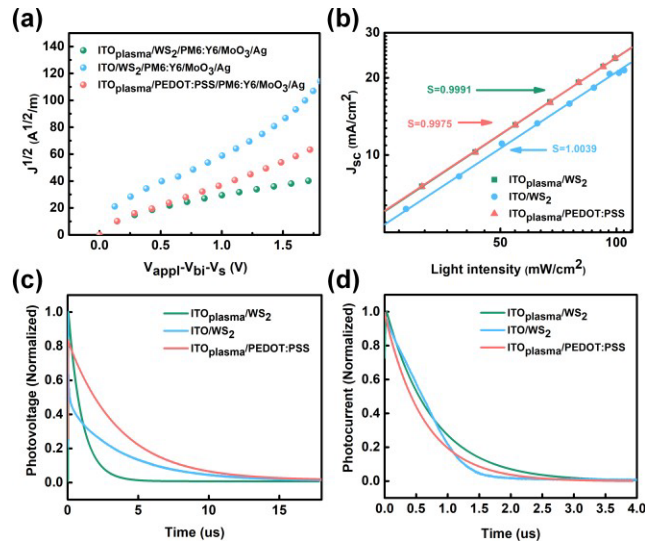 (a)
ITOplasma/WS2/PM6:Y6/MoO3/Ag
ITO/WS2/PM6:Y6/MoO3/Ag
ITOplasma/PEDOT:PSS/PM6:Y6/MoO3/Ag
J1/2 (A1/2/m)
140
120
100
80
60
40
20
0
0.0 0.5 1.0 1.5
Vappl-Vbi-Vs (V)
(b)
Jsc (mA/cm2)
30
20
10
S=0.9991
S=0.9975
S=1.0039
ITOplasma/WS2
ITO/WS2
ITOplasma/PEDOT:PSS
50 100
Light intensity (mW/cm2)
(c)
Photovoltage (Normalized)
1.0
0.8
0.6
0.4
0.2
0.0
ITOplasma/WS2
ITO/WS2
ITOplasma/PEDOT:PSS
0 5 10 15
Time (us)
(d)
Photocurrent (Normalized)
1.0
0.8
0.6
0.4
0.2
0.0
ITOplasma/WS2
ITO/WS2
ITOplasma/PEDOT:PSS
0.0 0.5 1.0 1.5 2.0 2.5 3.0 3.5 4.0
Time (us)